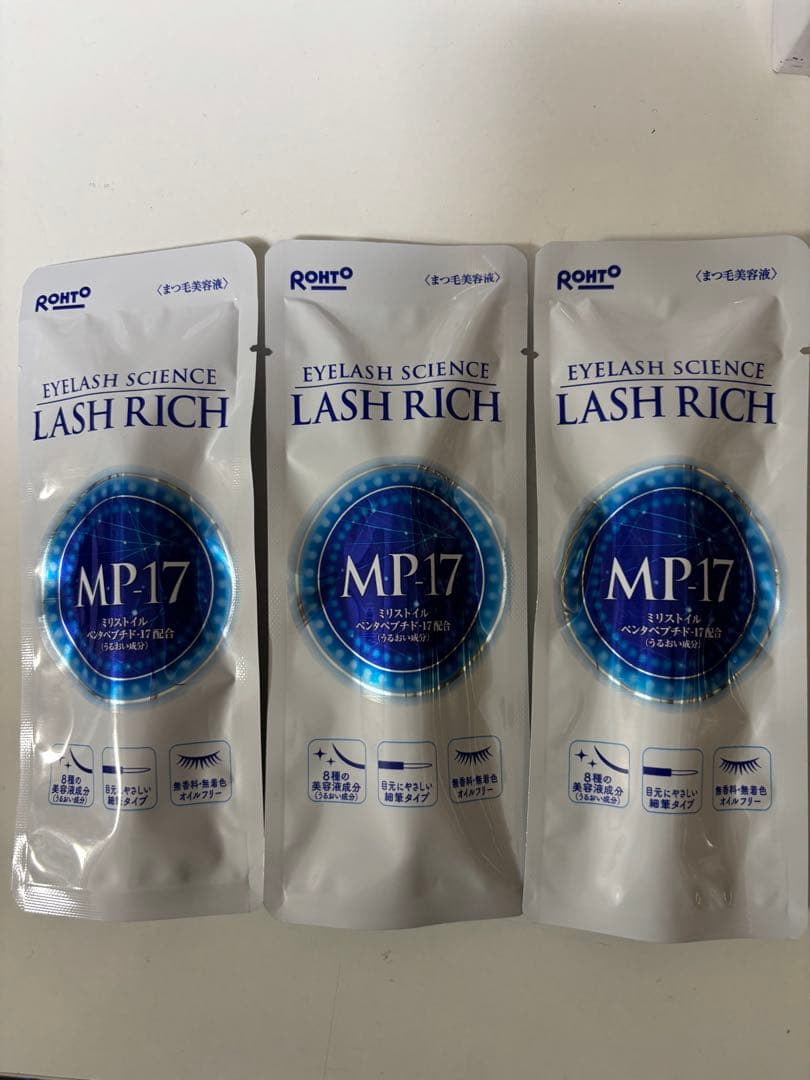 ROHTO
〈まつ毛美容液〉
EYELASH SCIENCE
LASH RICH
M.P-17
ミリストイル
ペンタペプチド-17配合
(うるおい成分)
8種の
美容液成分
(うるおい成分)
目元にやさしい
細筆タイプ
無香料・無着色
オイルフリー
ROHTO
〈まつ毛美容液〉
EYELASH SCIENCE
LASH RICH
M.P-17
ミリストイル
ペンタペプチド-17配合
(うるおい成分)
8種の
美容液成分
(うるおい成分)
目元にやさしい
細筆タイプ
無香料・無着色
オイルフリー
ROHTO
〈まつ毛美容液〉
EYELASH SCIENCE
LASH RICH
M.P-17
ミリストイル
ペンタペプチド-17配合
(うるおい成分)
8種の
美容液成分
(うるおい成分)
目元にやさしい
細筆タイプ
無香料・無着色
オイルフリー